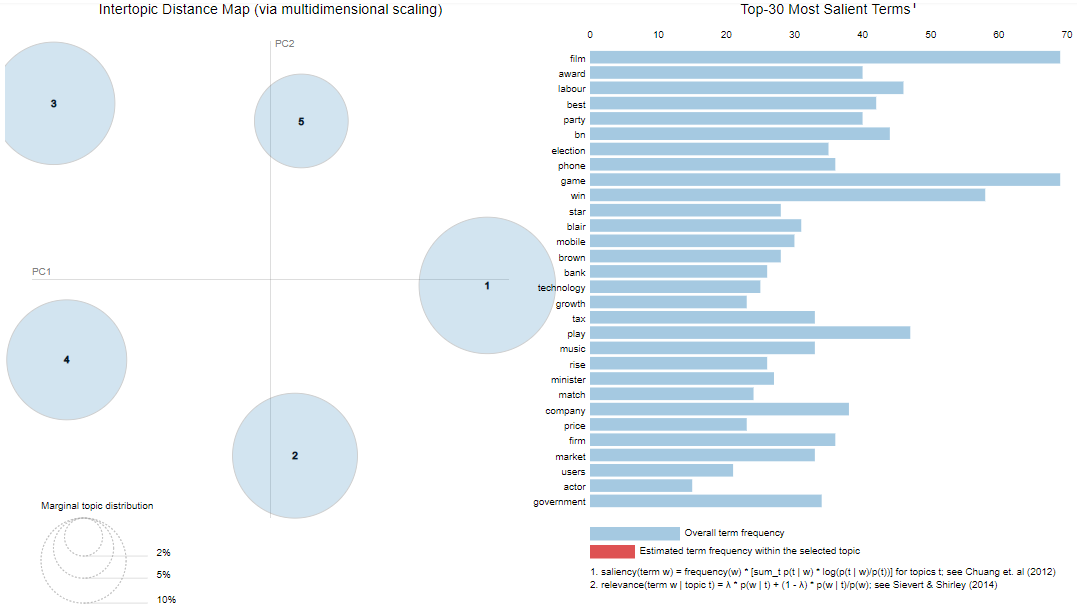 Intertopic Distance Map (via multidimensional scaling)
PC2
PC1
3
5
1
4
2
Marginal topic distribution
2%
5%
10%
Top-30 Most Salient Terms¹
0 10 20 30 40 50 60 70
film
award
labour
best
party
bn
election
phone
game
win
star
blair
mobile
brown
bank
technology
growth
tax
play
music
rise
minister
match
company
price
firm
market
users
actor
government
Overall term frequency
Estimated term frequency within the selected topic
1. saliency(term w) = frequency(w) * [sum_t p(t | w) * log(p(t | w)/p(t))] for topics t; see Chuang et. al (2012)
2. relevance(term w | topic t) = λ * p(w | t) + (1 - λ) * p(w | t)/p(w); see Sievert & Shirley (2014)